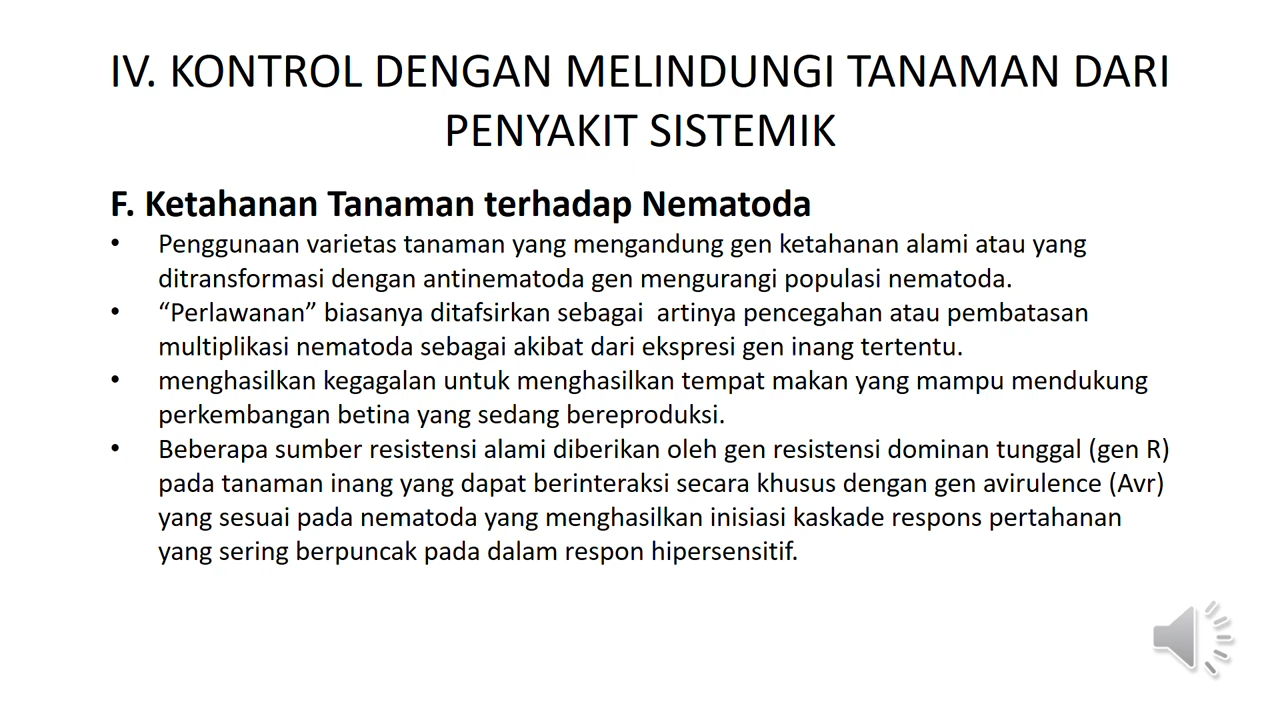 IV. KONTROL DENGAN MELINDUNGI TANAMAN DARI
PENYAKIT SISTEMIK
F. Ketahanan Tanaman terhadap Nematoda
• Penggunaan varietas tanaman yang mengandung gen ketahanan alami atau yang
ditransformasi dengan antinematoda gen mengurangi populasi nematoda.
• “Perlawanan” biasanya ditafsirkan sebagai  artinya pencegahan atau pembatasan
multiplikasi nematoda sebagai akibat dari ekspresi gen inang tertentu.
• menghasilkan kegagalan untuk menghasilkan tempat makan yang mampu mendukung
perkembangan betina yang sedang bereproduksi.
• Beberapa sumber resistensi alami diberikan oleh gen resistensi dominan tunggal (gen R)
pada tanaman inang yang dapat berinteraksi secara khusus dengan gen avirulence (Avr)
yang sesuai pada nematoda yang menghasilkan inisiasi kaskade respons pertahanan
yang sering berpuncak pada dalam respon hipersensitif.